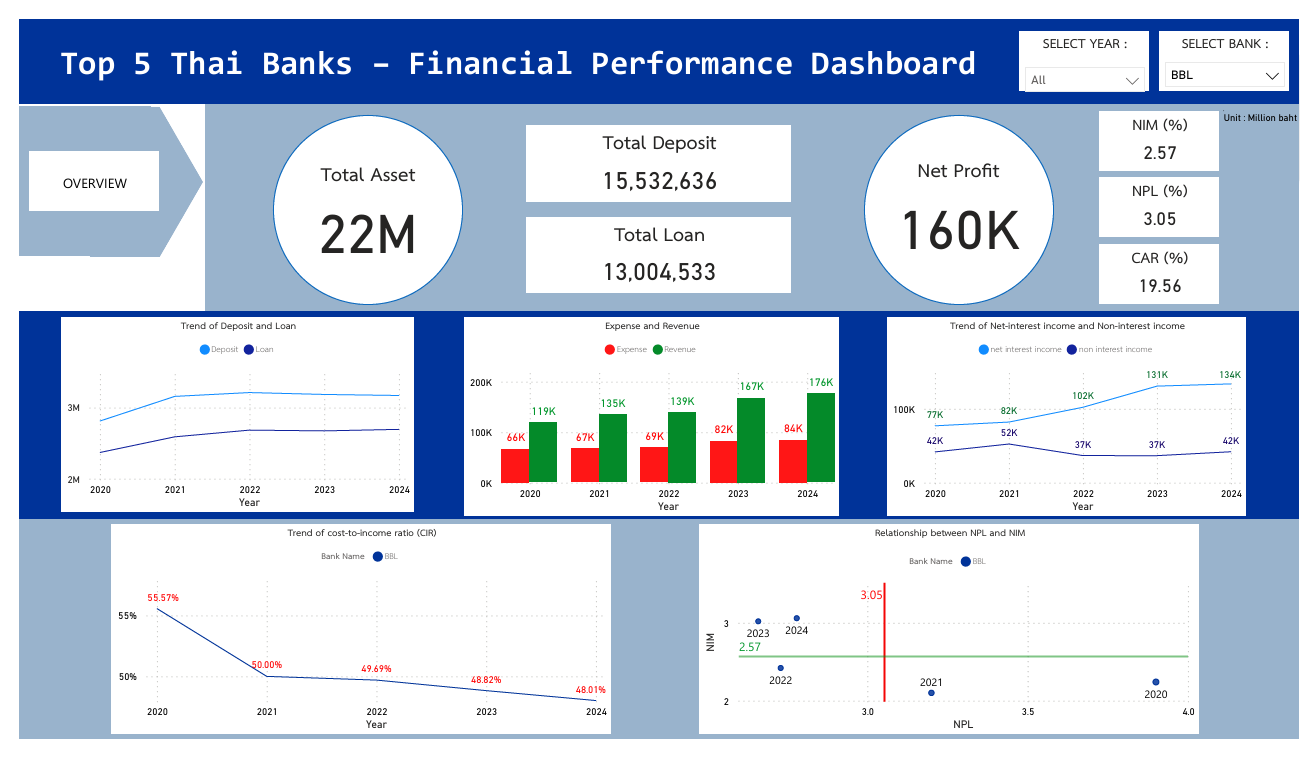 Top 5 Thai Banks – Financial Performance Dashboard
SELECT YEAR :
All
SELECT BANK :
BBL
Unit : Million baht
OVERVIEW
Total Asset
22M
Total Deposit
15,532,636
Total Loan
13,004,533
Net Profit
160K
NIM (%)
2.57
NPL (%)
3.05
CAR (%)
19.56
Trend of Deposit and Loan
Deposit Loan
3M
2M
2020 2021 2022 2023 2024
Year
Expense and Revenue
Expense Revenue
200K
100K
0K
66K 119K 67K 135K 69K 139K 82K 167K 84K 176K
2020 2021 2022 2023 2024
Year
Trend of Net-interest income and Non-interest income
net interest income non interest income
100K
0K
77K 82K 102K 131K 134K
42K 52K 37K 37K 42K
2020 2021 2022 2023 2024
Year
Trend of cost-to-income ratio (CIR)
Bank Name BBL
55%
50%
55.57% 50.00% 49.69% 48.82% 48.01%
2020 2021 2022 2023 2024
Year
Relationship between NPL and NIM
Bank Name BBL
NIM
3
2
3.05
2.57
2023 2024
2022 2021 2020
3.0 3.5 4.0
NPL